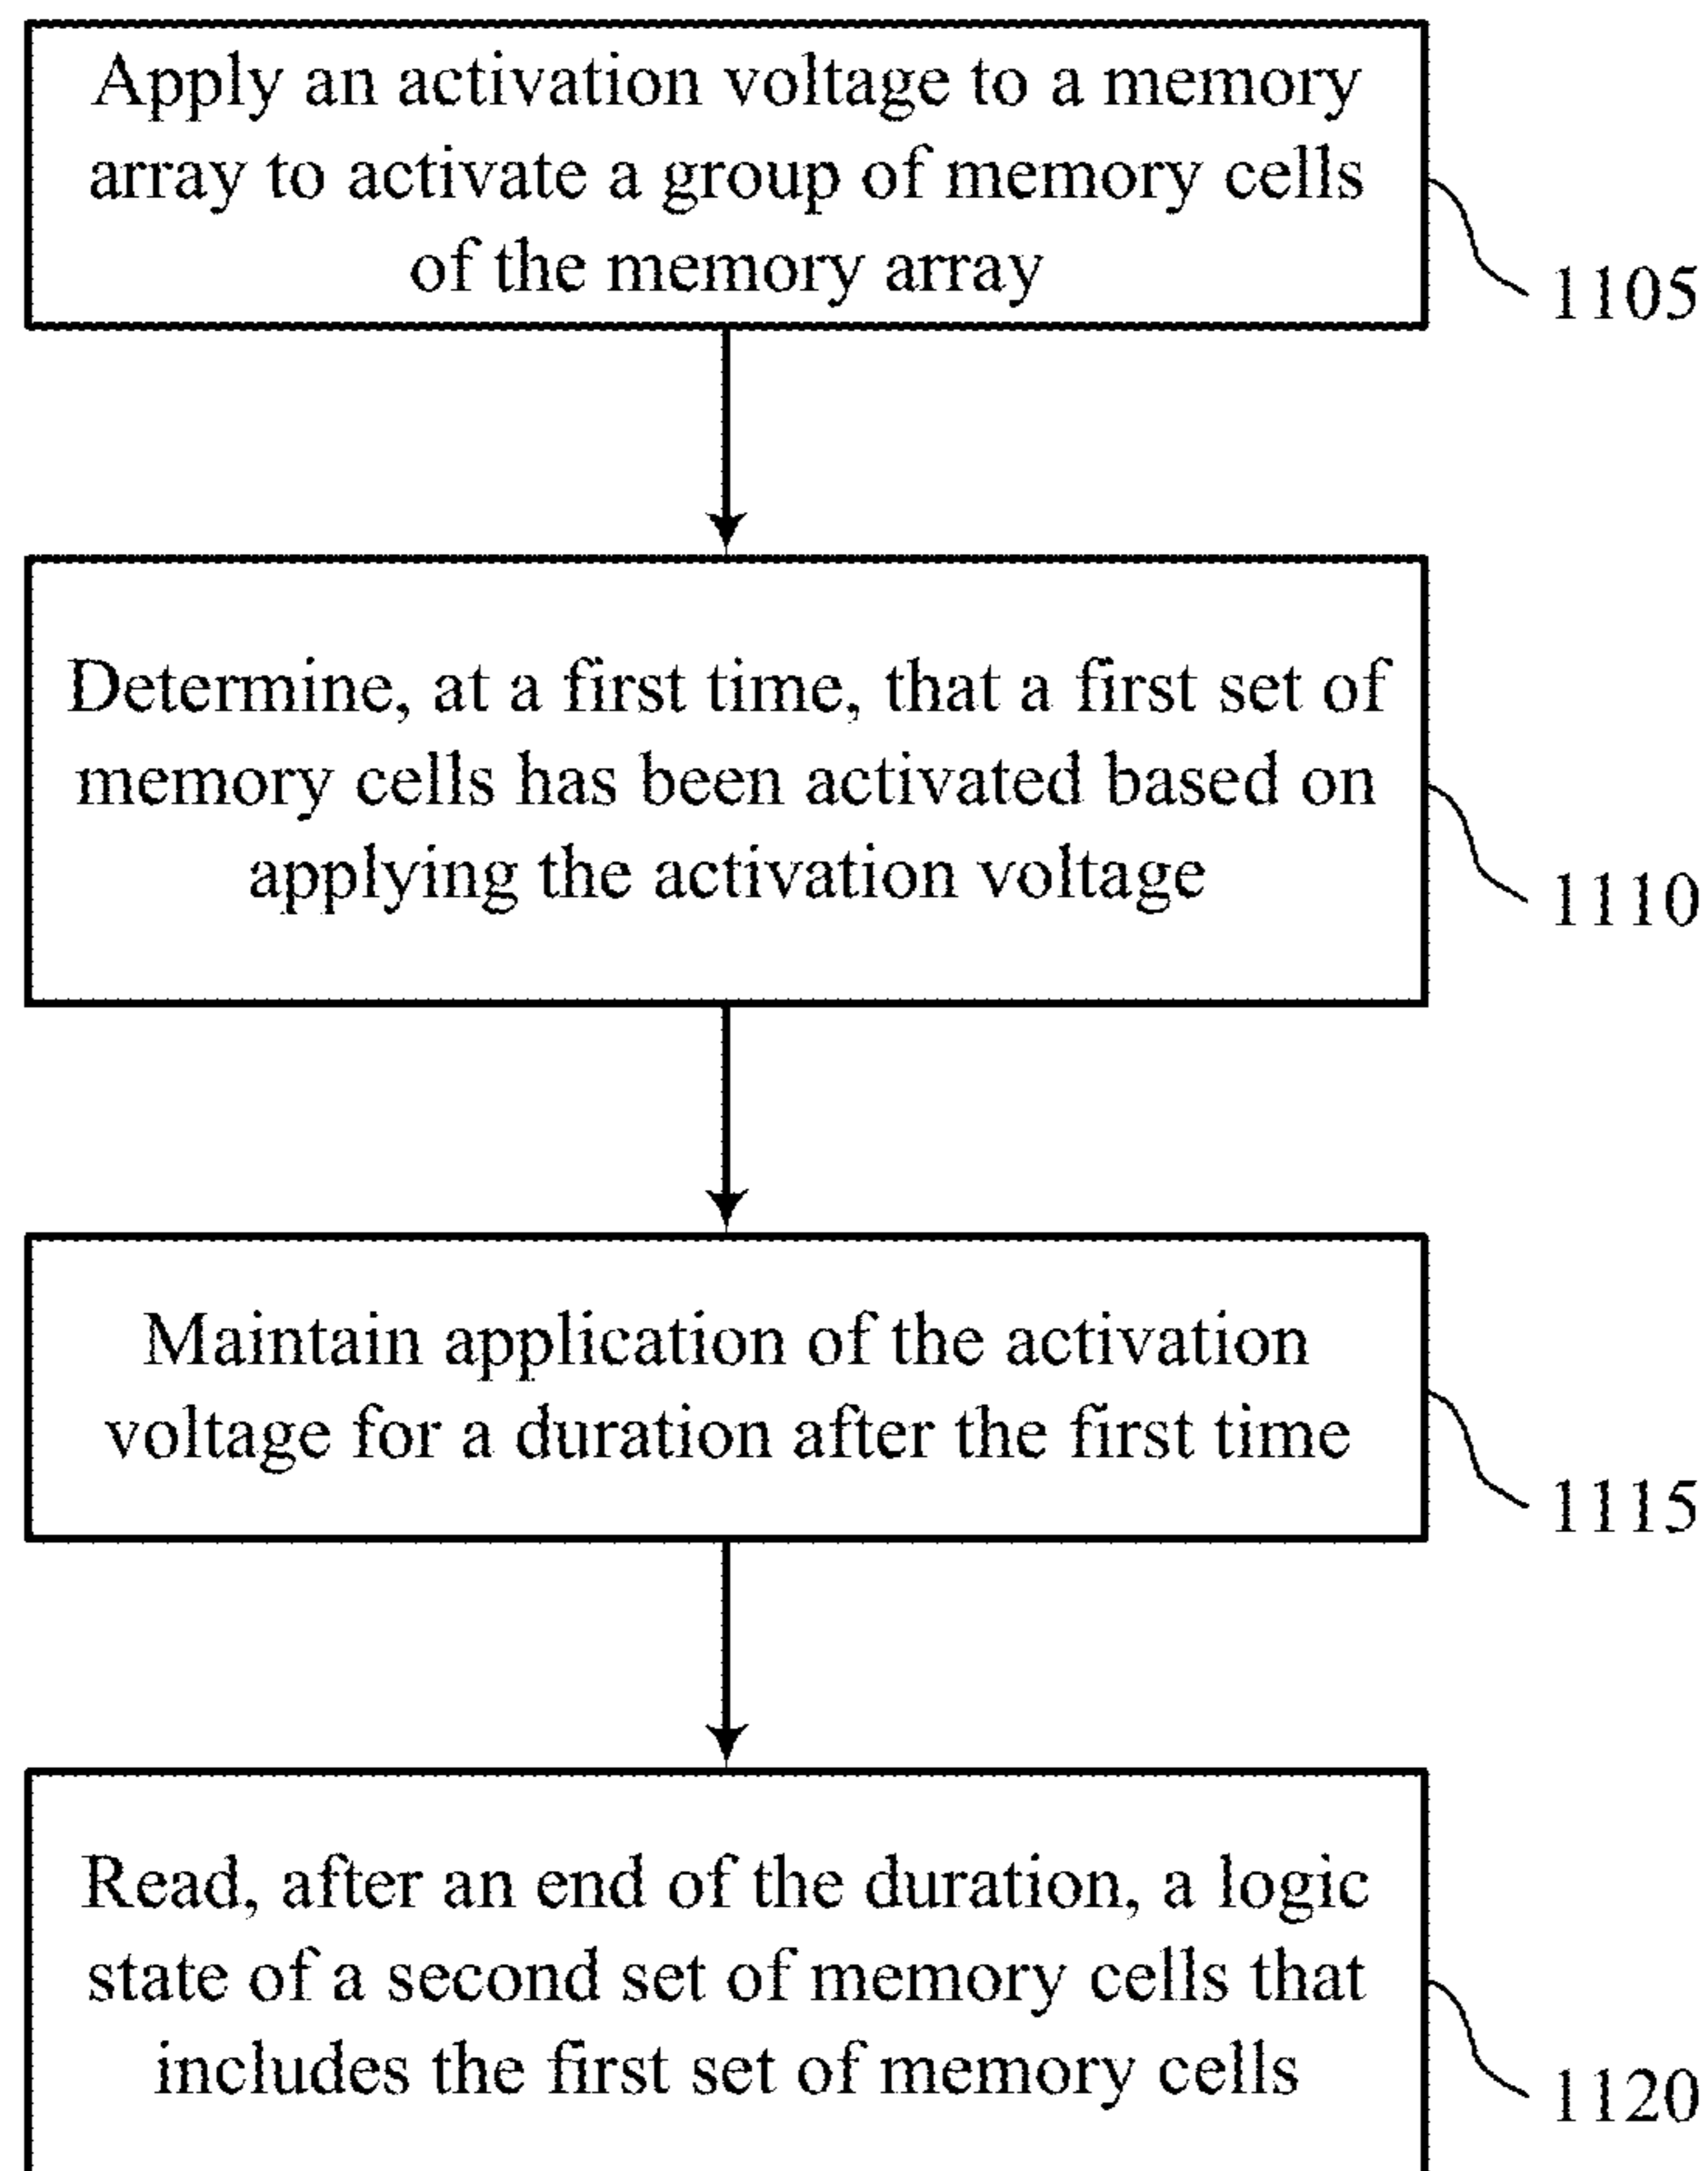 Apply an activation voltage to a memory
array to activate a group of memory cells
of the memory array
1105
Determine, at a first time, that a first set of
memory cells has been activated based on
applying the activation voltage
1110
Maintain application of the activation
voltage for a duration after the first time
1115
Read, after an end of the duration, a logic
state of a second set of memory cells that
includes the first set of memory cells
1120